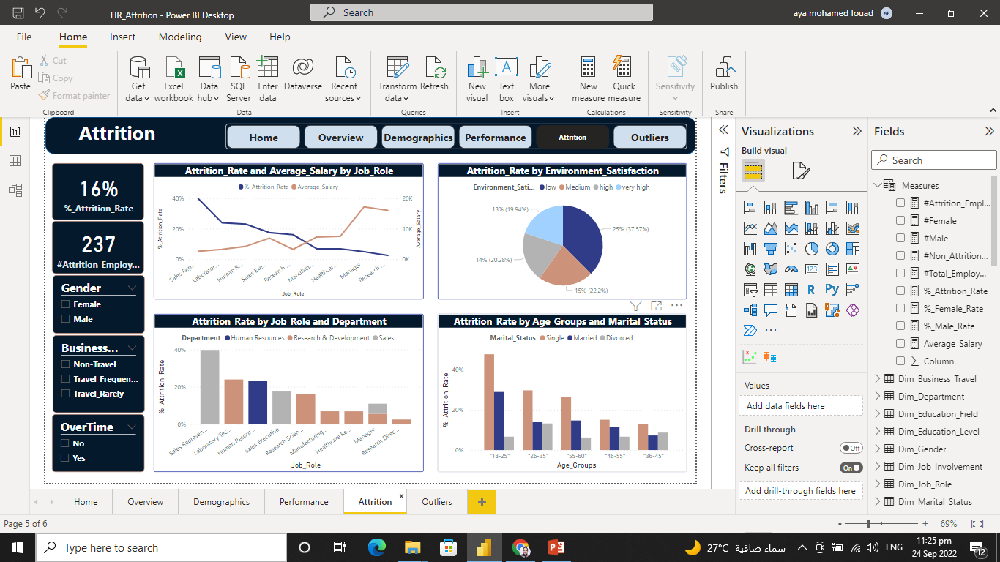 HR_Attrition - Power BI Desktop
Search
aya mohamed fouad
AF
File
Home
Insert
Modeling
View
Help
Paste
Cut
Copy
Format painter
Get data
Excel workbook
Data hub
SQL Server
Enter data
Dataverse
Recent sources
Transform data
Refresh
New visual
Text box
More visuals
New measure
Quick measure
Sensitivity
Publish
Clipboard
Data
Queries
Insert
Calculations
Sensitivity
Share
Attrition
Home
Overview
Demographics
Performance
Attrition
Outliers
16%
%_Attrition_Rate
237
#Attrition_Employ...
Gender
Female
Male
Business...
Non-Travel
Travel_Frequen...
Travel_Rarely
OverTime
No
Yes
Attrition_Rate and Average_Salary by Job_Role
%_Attrition_Rate
Average_Salary
40%
20%
0%
20K
10K
0K
%_Attrition_Rate
Average_Salary
Sales Rep...
Laborator...
Human R...
Sales Exe...
Research ...
Manufact...
Healthcar...
Manager
Research ...
Job_Role
Attrition_Rate by Environment_Satisfaction
Environment_Sati...
low
Medium
high
very high
13% (19.94%)
25% (37.57%)
14% (20.28%)
15% (22.2%)
Attrition_Rate by Job_Role and Department
Department
Human Resources
Research & Development
Sales
40%
20%
0%
%_Attrition_Rate
Sales Represen...
Laboratory Tec...
Human Resour...
Sales Executive
Research Scien...
Manufacturing...
Healthcare Re...
Manager
Research Direc...
Job_Role
Attrition_Rate by Age_Groups and Marital_Status
Marital_Status
Single
Married
Divorced
40%
20%
0%
%_Attrition_Rate
"18-25"
"26-35"
"55-60"
"46-55"
"36-45"
Age_Groups
Filters
Visualizations
Build visual
123
R
Py
Values
Add data fields here
Drill through
Cross-report
Off
Keep all filters
On
Add drill-through fields here
Fields
Search
_Measures
#Attrition_Empl...
#Female
#Male
#Non_Attrition...
#Total_Employ...
%_Attrition_Rate
%_Female_Rate
%_Male_Rate
Average_Salary
Column
Dim_Business_Travel
Dim_Department
Dim_Education_Field
Dim_Education_Level
Dim_Gender
Dim_Job_Involvement
Dim_Job_Role
Dim_Marital_Status
Home
Overview
Demographics
Performance
Attrition
x
Outliers
+
Page 5 of 6
- + 69%
Type here to search
27°C سماء صافية
ENG
11:25 pm
24 Sep 2022
12